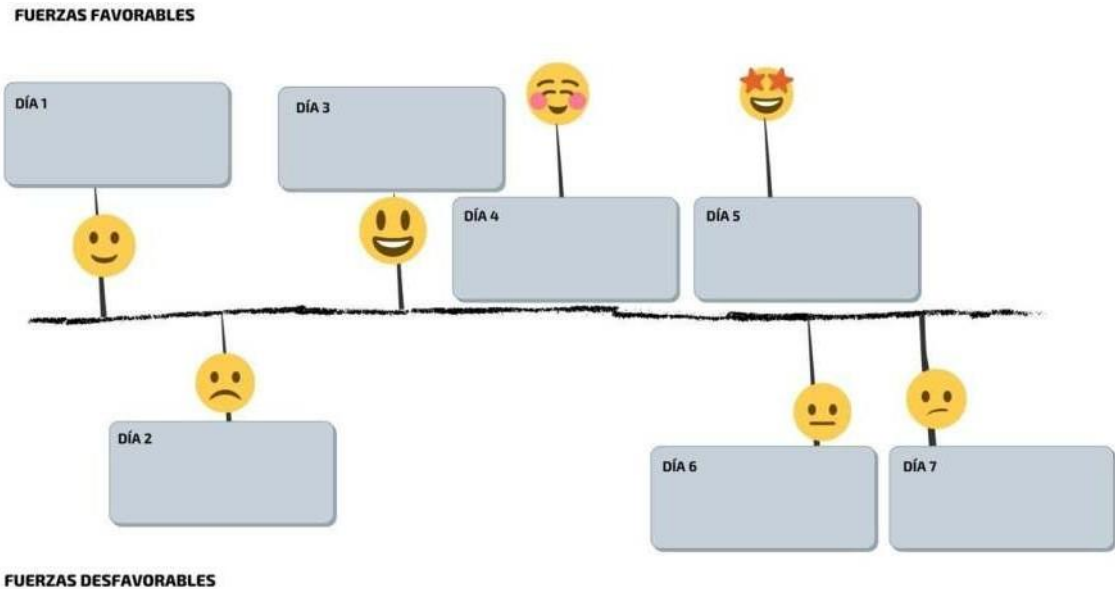 FUERZAS FAVORABLES
DÍA 1
DÍA 3
DÍA 4
DÍA 5
DÍA 2
DÍA 6
DÍA 7
FUERZAS DESFAVORABLES